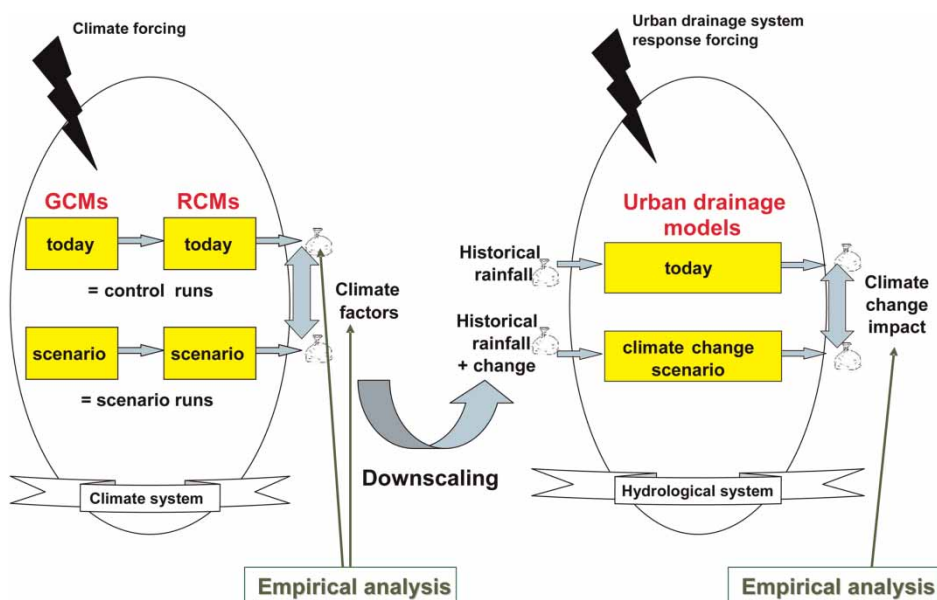 Climate forcing
Urban drainage system
response forcing
GCMs
RCMs
today
today
= control runs
scenario
scenario
= scenario runs
Climate
factors
Climate system
Downscaling
Empirical analysis
Urban drainage
models
Historical
rainfall
today
Historical
rainfall
+ change
climate change
scenario
Climate
change
impact
Hydrological system
Empirical analysis